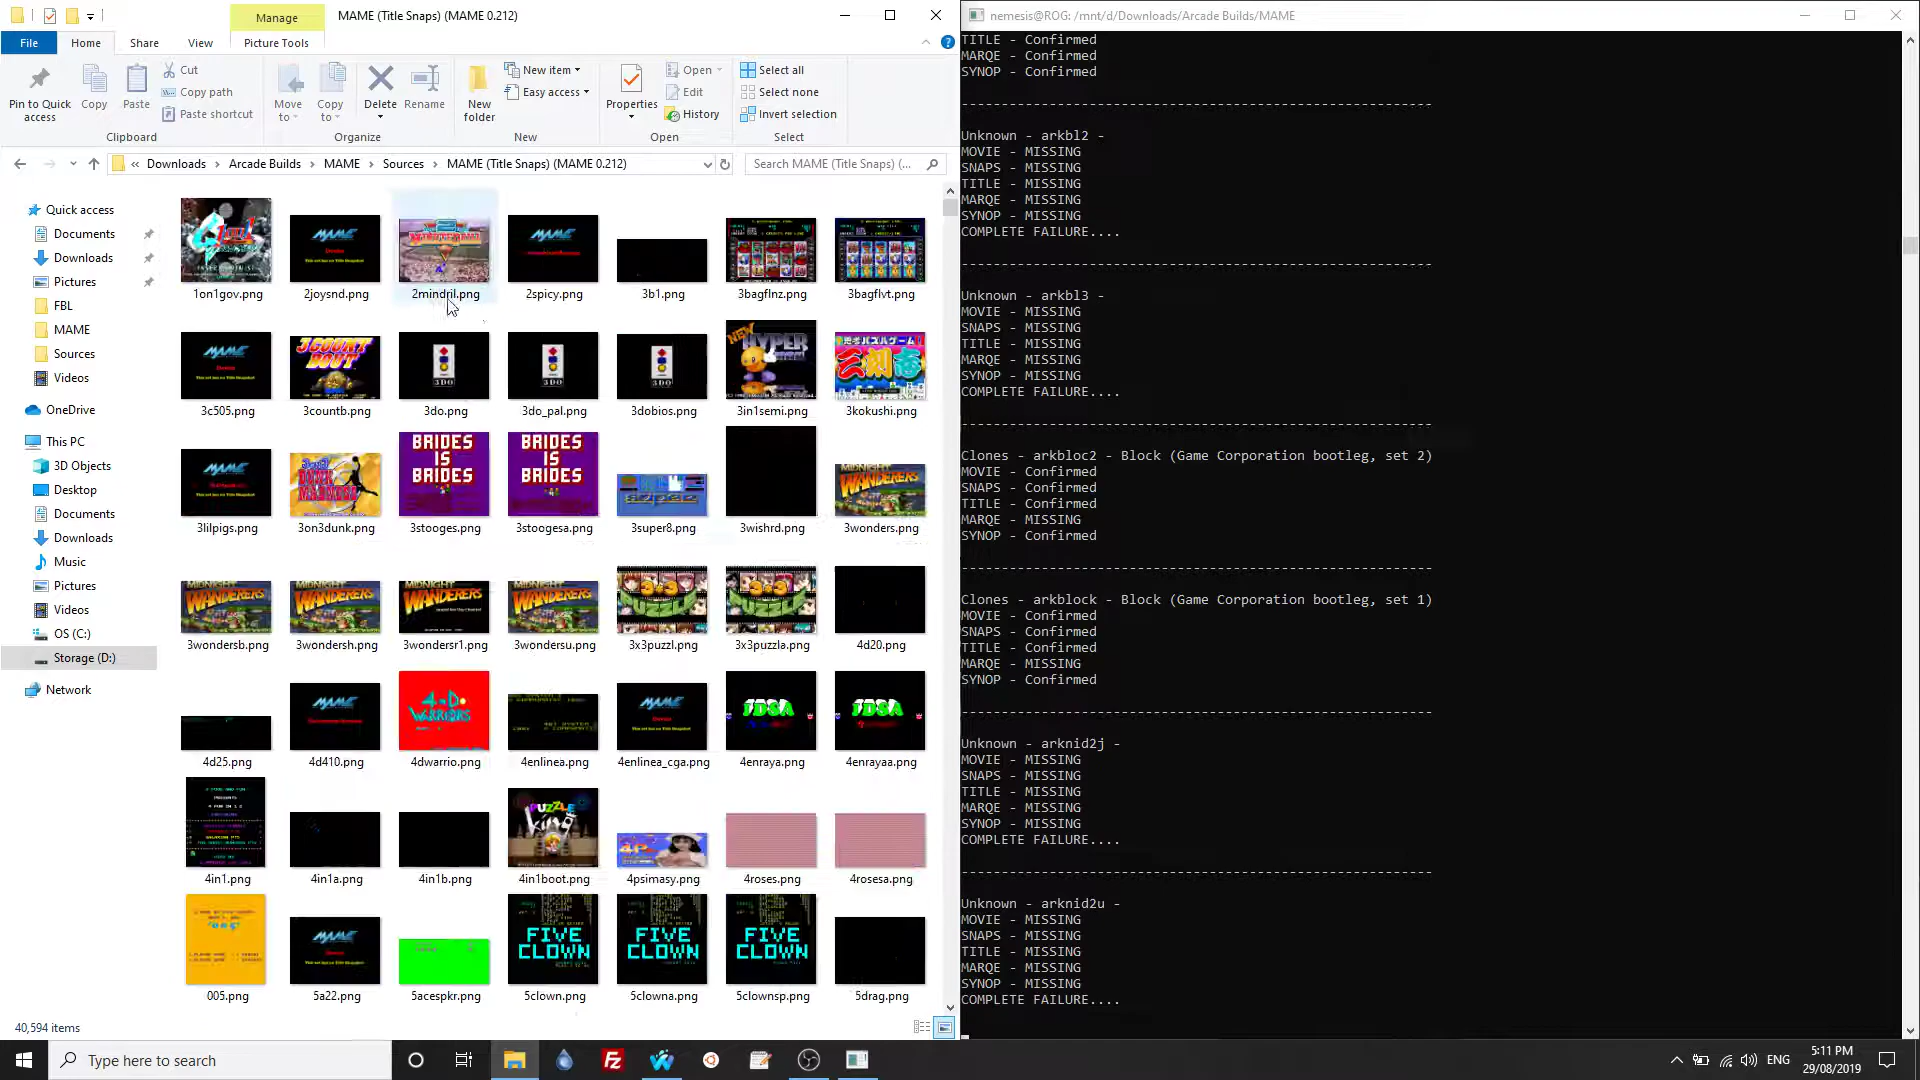 Manage
MAME (Title Snaps) (MAME 0.212)
File
Home
Share
View
Picture Tools
Pin to Quick access
Copy
Paste
Cut
Copy path
Paste shortcut
Move to
Copy to
Delete
Rename
New folder
New item
Easy access
Properties
Open
Edit
History
Select all
Select none
Invert selection
Clipboard
Organize
New
Open
Select
« Downloads › Arcade Builds › MAME › Sources › MAME (Title Snaps) (MAME 0.212)
Search MAME (Title Snaps) (...
Quick access
Documents
Downloads
Pictures
FBL
MAME
Sources
Videos
OneDrive
This PC
3D Objects
Desktop
Documents
Downloads
Music
Pictures
Videos
OS (C:)
Storage (D:)
Network
1on1gov.png 2joysnd.png 2mindril.png 2spicy.png 3b1.png 3bagflnz.png 3bagflvt.png
3c505.png 3countb.png 3do.png 3do_pal.png 3dobios.png 3in1semi.png 3kokushi.png
BRIDES IS BRIDES
BRIDES IS BRIDES
3lilpigs.png 3on3dunk.png 3stooges.png 3stoogesa.png 3super8.png 3wishrd.png 3wonders.png
3wondersb.png 3wondersh.png 3wondersr1.png 3wondersu.png 3x3puzzl.png 3x3puzzla.png 4d20.png
4d25.png 4d410.png 4dwarrio.png 4enlinea.png 4enlinea_cga.png 4enraya.png 4enrayaa.png
4in1.png 4in1a.png 4in1b.png 4in1boot.png 4psimasy.png 4roses.png 4rosesa.png
FIVE CLOWN
FIVE CLOWN
FIVE CLOWN
005.png 5a22.png 5acespkr.png 5clown.png 5clowna.png 5clownsp.png 5drag.png
40,594 items
nemesis@ROG: /mnt/d/Downloads/Arcade Builds/MAME
TITLE - Confirmed
MARQE - Confirmed
SYNOP - Confirmed
-----------------------------------------------------------
Unknown - arkbl2 -
MOVIE - MISSING
SNAPS - MISSING
TITLE - MISSING
MARQE - MISSING
SYNOP - MISSING
COMPLETE FAILURE....
-----------------------------------------------------------
Unknown - arkbl3 -
MOVIE - MISSING
SNAPS - MISSING
TITLE - MISSING
MARQE - MISSING
SYNOP - MISSING
COMPLETE FAILURE....
-----------------------------------------------------------
Clones - arkbloc2 - Block (Game Corporation bootleg, set 2)
MOVIE - Confirmed
SNAPS - Confirmed
TITLE - Confirmed
MARQE - MISSING
SYNOP - Confirmed
-----------------------------------------------------------
Clones - arkblock - Block (Game Corporation bootleg, set 1)
MOVIE - Confirmed
SNAPS - Confirmed
TITLE - Confirmed
MARQE - MISSING
SYNOP - Confirmed
-----------------------------------------------------------
Unknown - arknid2j -
MOVIE - MISSING
SNAPS - MISSING
TITLE - MISSING
MARQE - MISSING
SYNOP - MISSING
COMPLETE FAILURE....
-----------------------------------------------------------
Unknown - arknid2u -
MOVIE - MISSING
SNAPS - MISSING
TITLE - MISSING
MARQE - MISSING
SYNOP - MISSING
COMPLETE FAILURE....
Type here to search
ENG
5:11 PM
29/08/2019